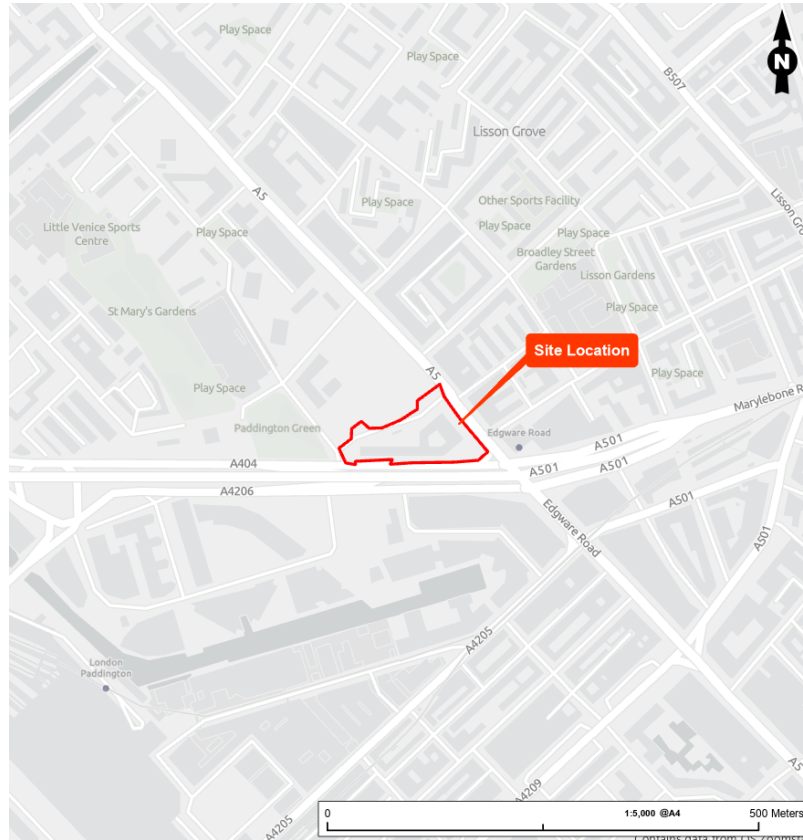 Play Space
Play Space
N
B507
Lisson Grove
A5
Play Space
Other Sports Facility
Lisson Gro
Little Venice Sports
Centre
Play Space
Play Space
Play Space
Broadley Street
Gardens
Lisson Gardens
St Mary's Gardens
Play Space
Site Location
A5
Play Space
Play Space
Marylebone R
Paddington Green
Edgware Road
A501
A404
A501
A501
A4206
A501
Edgware Road
A501
A4205
London
Paddington
A5
A4209
A4205
0
1:5,000 @A4
500 Meters